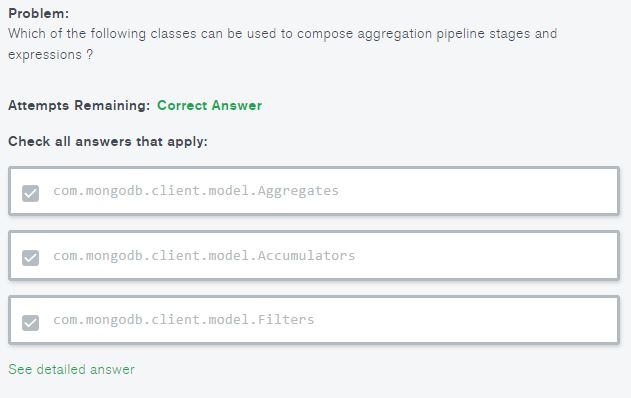 Problem:
Which of the following classes can be used to compose aggregation pipeline stages and
expressions ?
Attempts Remaining: Correct Answer
Check all answers that apply:
com.mongodb.client.model.Aggregates
com.mongodb.client.model.Accumulators
com.mongodb.client.model.Filters
See detailed answer